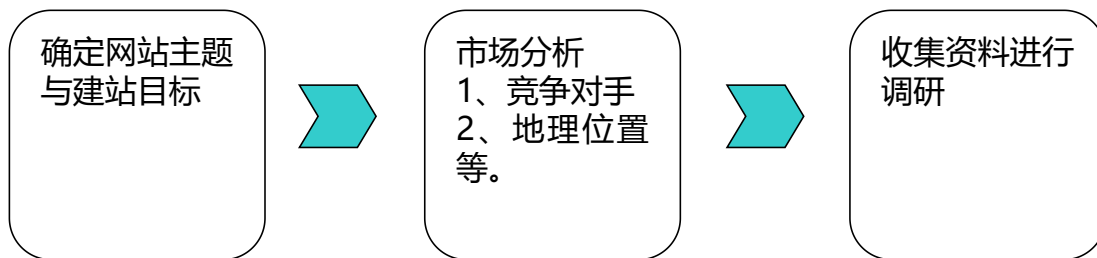 确定网站主题
与建站目标
市场分析
1、竞争对手
2、地理位置
等。
收集资料进行
调研